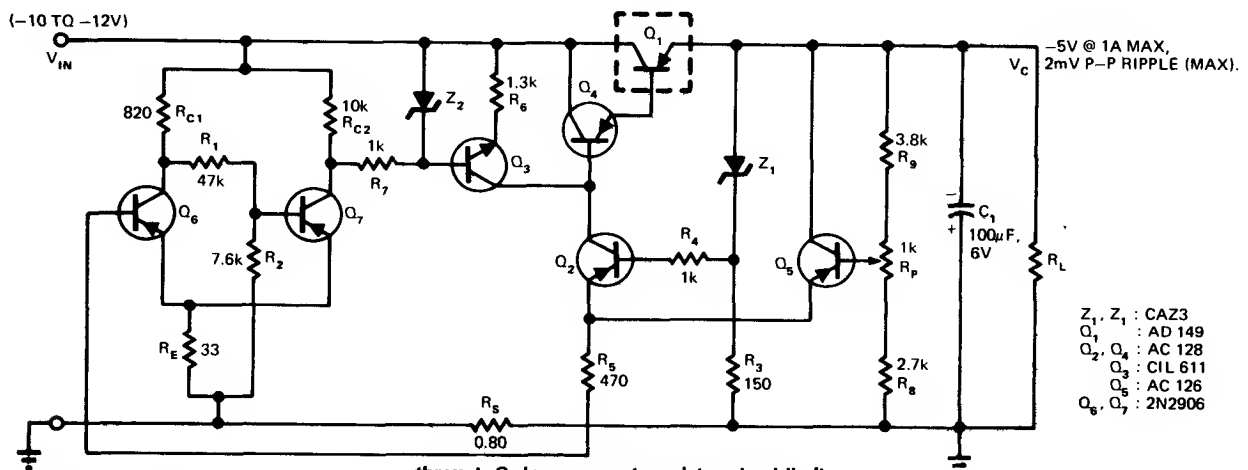 (−10 TQ −12V)
V_IN
820
R_C1
R_1
47k
10k
R_C2
1k
R_7
Z_2
1.3k
R_6
Q_3
Q_4
Q_1
−5V @ 1A MAX,
V_C
2mV P–P RIPPLE (MAX).
Q_6
Q_7
7.6k
R_2
R_E
33
Q_2
R_4
1k
Z_1
Q_5
3.8k
R_9
1k
R_P
−
+
C_1
100μF,
6V
R_L
R_5
470
R_3
150
2.7k
R_8
R_S
0.80
Z_1, Z_1 : CAZ3
Q_1 : AD 149
Q_2, Q_4 : AC 128
Q_3 : CIL 611
Q_5 : AC 126
Q_6, Q_7 : 2N2906